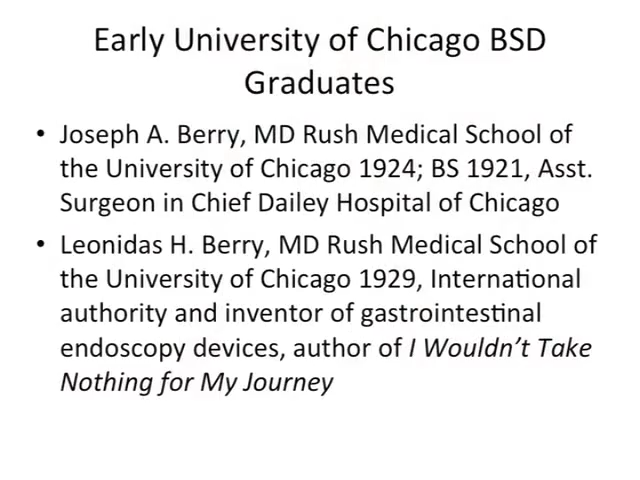 Early University of Chicago BSD
Graduates
• Joseph A. Berry, MD Rush Medical School of
the University of Chicago 1924; BS 1921, Asst.
Surgeon in Chief Dailey Hospital of Chicago
• Leonidas H. Berry, MD Rush Medical School of
the University of Chicago 1929, International
authority and inventor of gastrointestinal
endoscopy devices, author of I Wouldn't Take
Nothing for My Journey